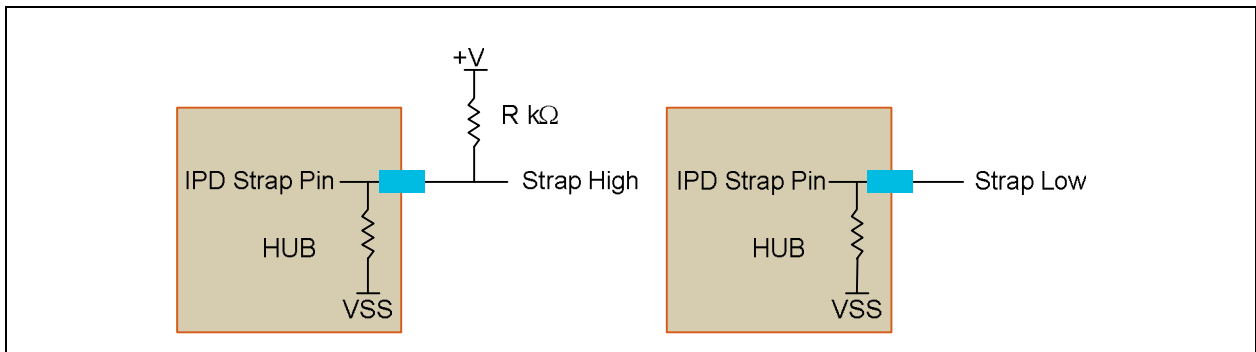 +V
R kΩ
IPD Strap Pin
Strap High
HUB
VSS
IPD Strap Pin
Strap Low
HUB
VSS